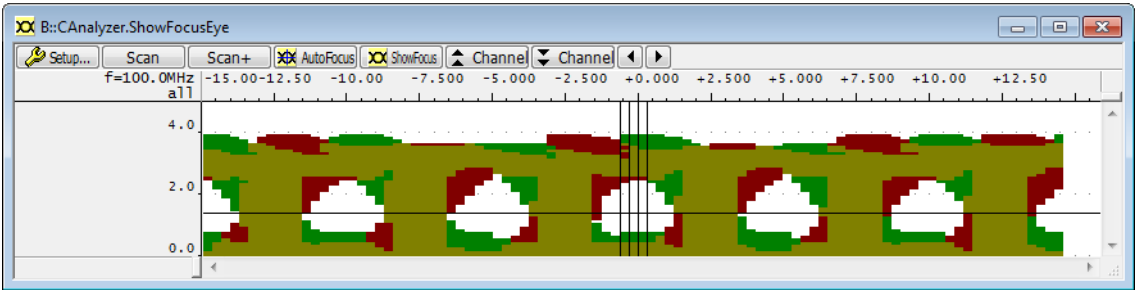 B::CAnalyzer.ShowFocusEye
Setup... Scan Scan+ AutoFocus ShowFocus Channel Channel
f=100.0MHz -15.00-12.50 -10.00 -7.500 -5.000 -2.500 +0.000 +2.500 +5.000 +7.500 +10.00 +12.50
all
4.0
2.0
0.0